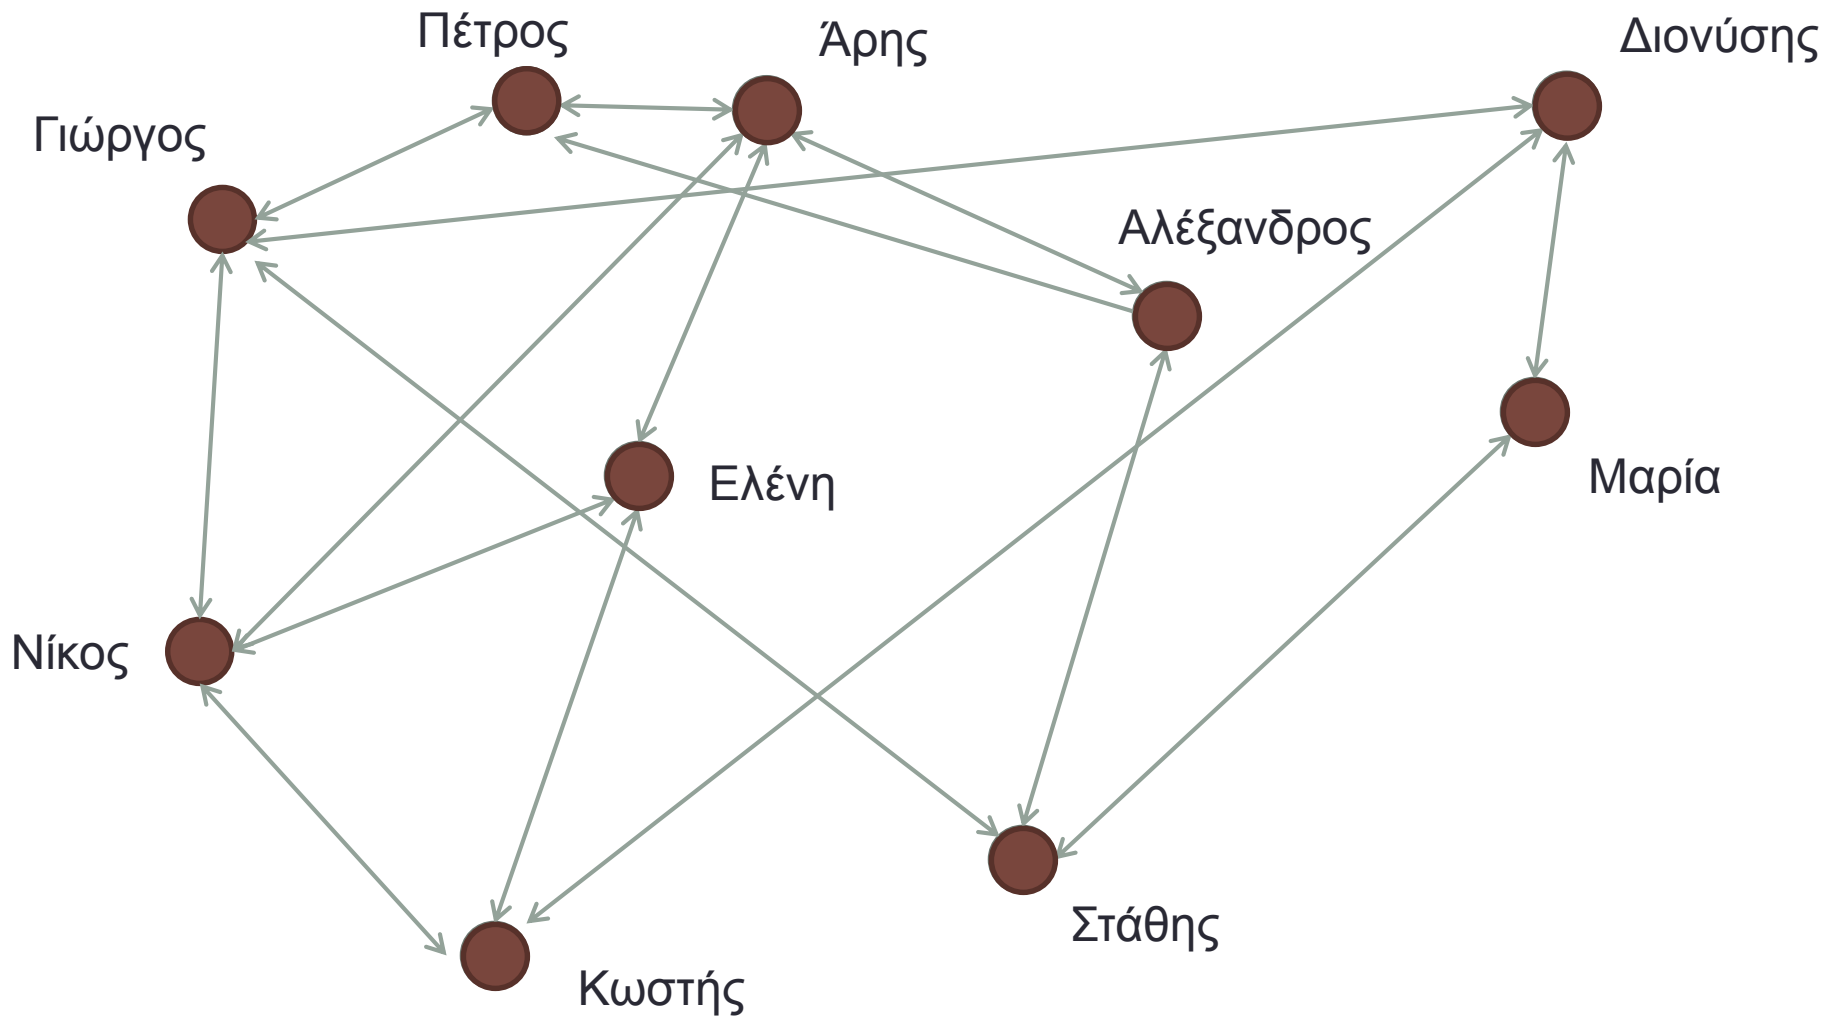 Πέτρος
Άρης
Διονύσης
Γιώργος
Αλέξανδρος
Ελένη
Μαρία
Νίκος
Στάθης
Κωστής